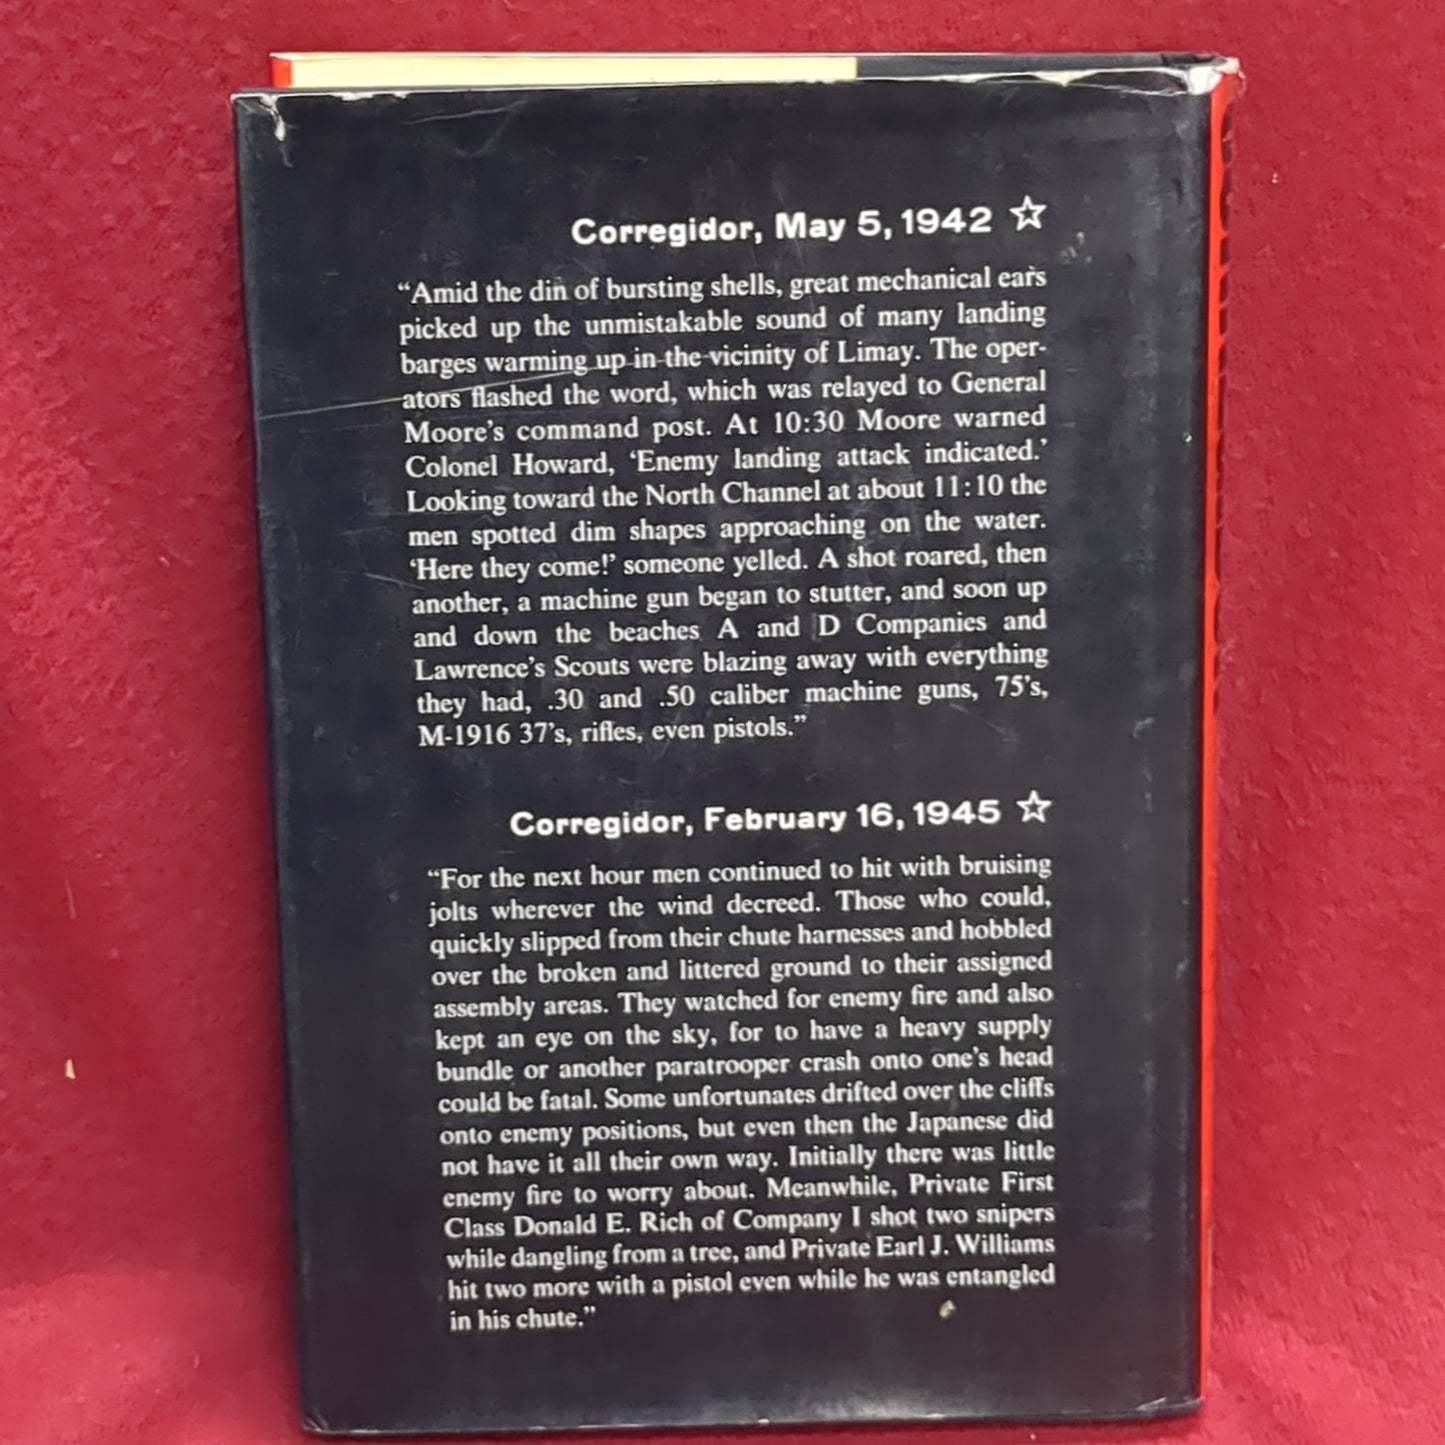 Corregidor, May 5, 1942 ☆
“Amid the din of bursting shells, great mechanical ears
picked up the unmistakable sound of many landing
barges warming up in the vicinity of Limay. The oper-
ators flashed the word, which was relayed to General
Moore’s command post. At 10:30 Moore warned
Colonel Howard, ‘Enemy landing attack indicated.’
Looking toward the North Channel at about 11:10 the
men spotted dim shapes approaching on the water.
‘Here they come!’ someone yelled. A shot roared, then
another, a machine gun began to stutter, and soon up
and down the beaches A and D Companies and
Lawrence’s Scouts were blazing away with everything
they had, .30 and .50 caliber machine guns, 75’s,
M-1916 37’s, rifles, even pistols.”
Corregidor, February 16, 1945 ☆
“For the next hour men continued to hit with bruising
jolts wherever the wind decreed. Those who could,
quickly slipped from their chute harnesses and hobbled
over the broken and littered ground to their assigned
assembly areas. They watched for enemy fire and also
kept an eye on the sky, for to have a heavy supply
bundle or another paratrooper crash onto one’s head
could be fatal. Some unfortunates drifted over the cliffs
onto enemy positions, but even then the Japanese did
not have it all their own way. Initially there was little
enemy fire to worry about. Meanwhile, Private First
Class Donald E. Rich of Company I shot two snipers
while dangling from a tree, and Private Earl J. Williams
hit two more with a pistol even while he was entangled
in his chute.”